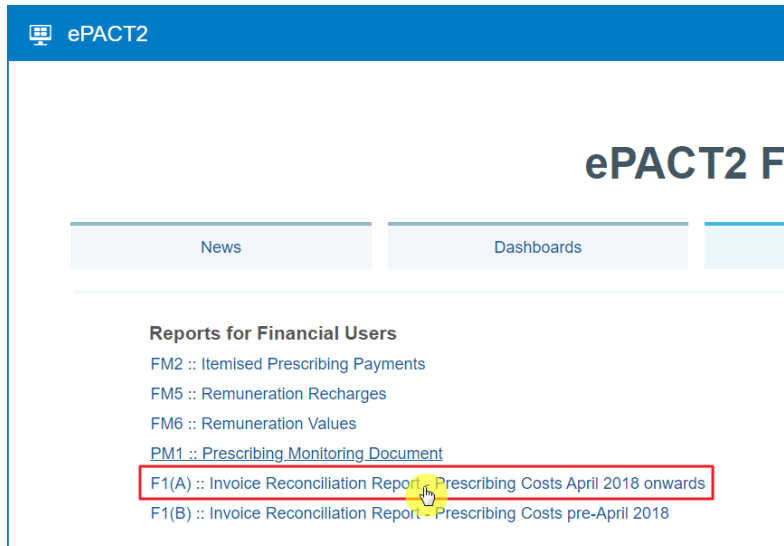 ePACT2
ePACT2 F
News
Dashboards
Reports for Financial Users
FM2 :: Itemised Prescribing Payments
FM5 :: Remuneration Recharges
FM6 :: Remuneration Values
PM1 :: Prescribing Monitoring Document
F1(A) :: Invoice Reconciliation Report - Prescribing Costs April 2018 onwards
F1(B) :: Invoice Reconciliation Report - Prescribing Costs pre-April 2018